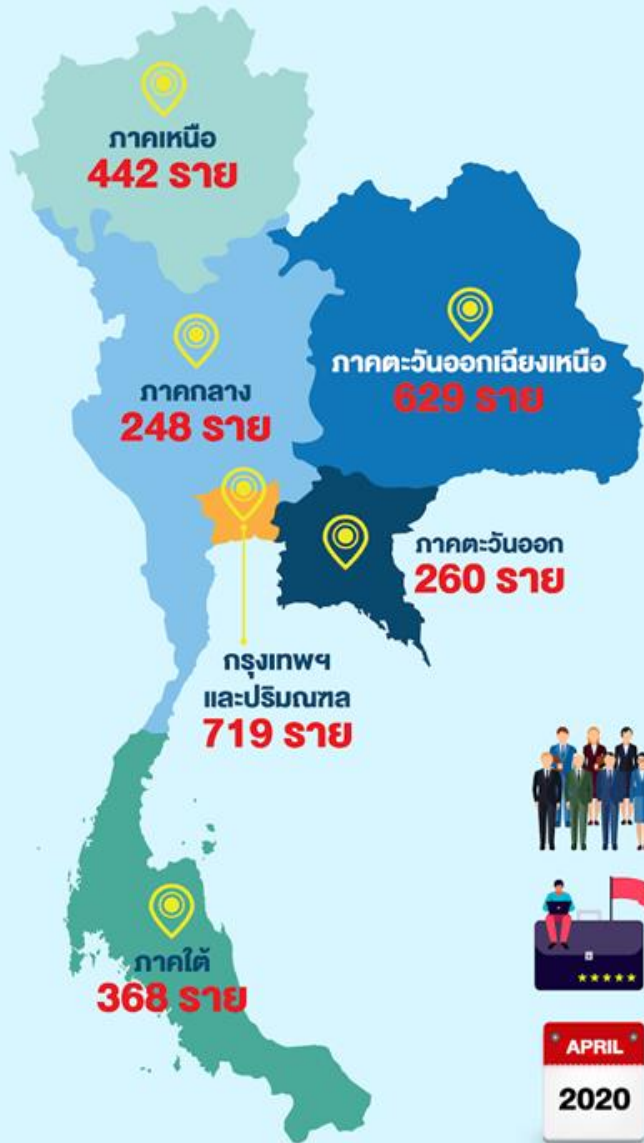 ภาคเหนือ
442 ราย
ภาคตะวันออกเฉียงเหนือ
629 ราย
ภาคกลาง
248 ราย
ภาคตะวันออก
260 ราย
กรุงเทพฯ
และปริมณฑล
719 ราย
ภาคใต้
368 ราย
APRIL
2020